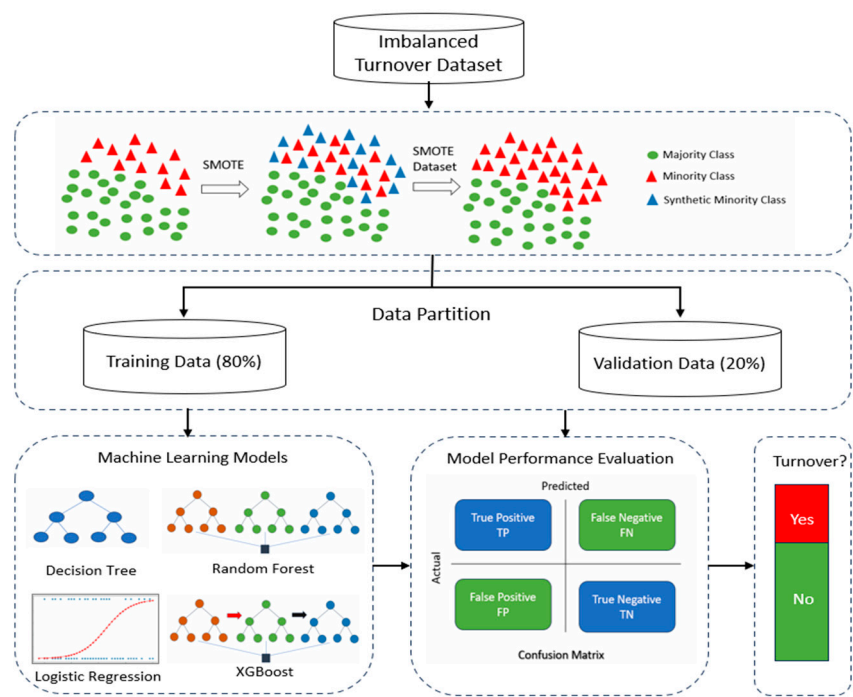 Imbalanced
Turnover Dataset
SMOTE
SMOTE
Dataset
Majority Class
Minority Class
Synthetic Minority Class
Data Partition
Training Data (80%)
Validation Data (20%)
Machine Learning Models
Decision Tree
Random Forest
Logistic Regression
XGBoost
Model Performance Evaluation
Predicted
Actual
True Positive
TP
False Negative
FN
False Positive
FP
True Negative
TN
Confusion Matrix
Turnover?
Yes
No